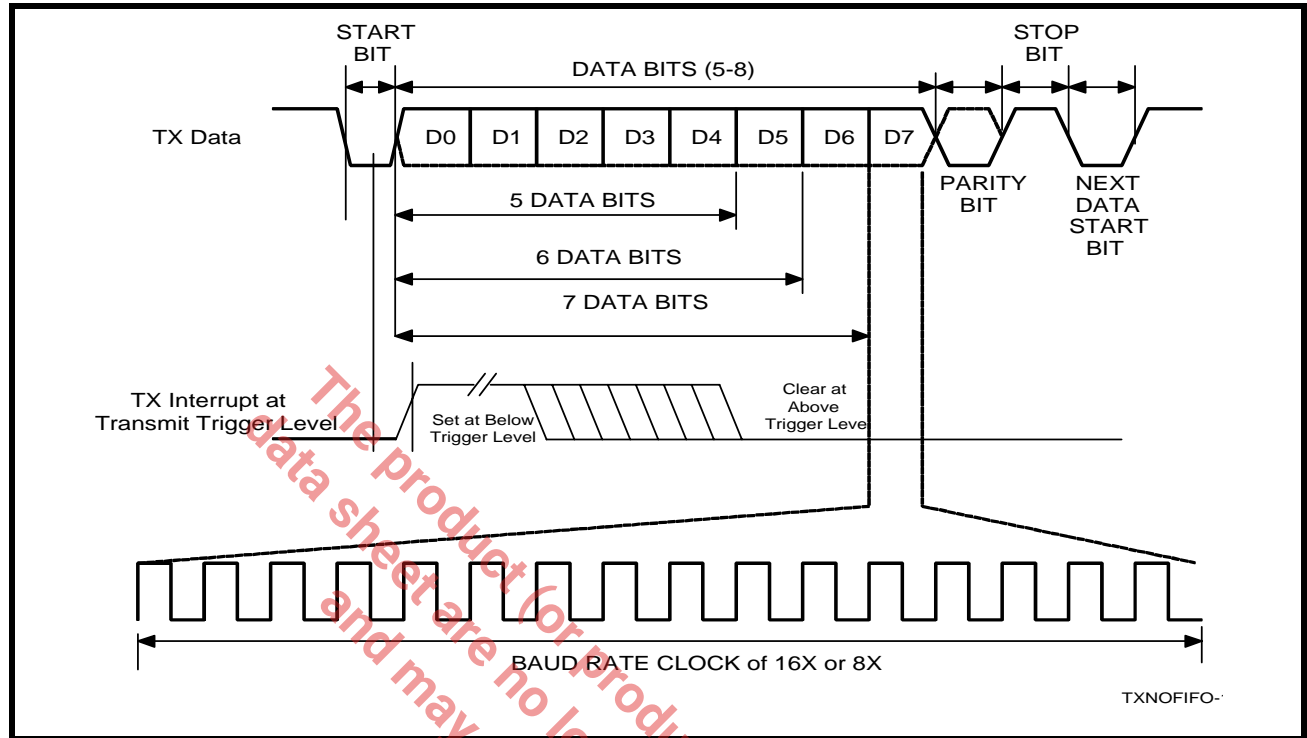 START
BIT
STOP
BIT
DATA BITS (5-8)
TX Data
D0 D1 D2 D3 D4 D5 D6 D7
PARITY
BIT
NEXT
DATA
START
BIT
5 DATA BITS
6 DATA BITS
7 DATA BITS
TX Interrupt at
Transmit Trigger Level
Set at Below
Trigger Level
Clear at
Above
Trigger Leve
BAUD RATE CLOCK of 16X or 8X
TXNOFIFO-
The product (or produ
data sheet are no lo
and may